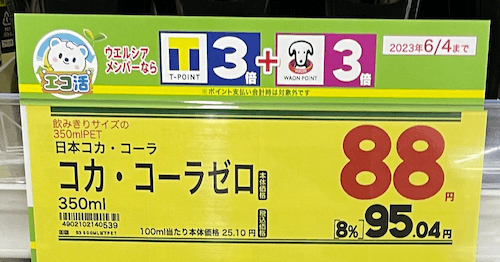 エコ活
ウエルシア
メンバーなら
T
T-POINT
3倍
+
WAON POINT
3倍
2023年6/4まで
※ポイント支払い合計時は対象外です
飲みきりサイズの
350mlPET
日本コカ・コーラ
コカ・コーラゼロ
350ml
本体価格
88円
4902102140539
100ml当たり本体価格 25.10 円
税込価格
[8%]95.04円